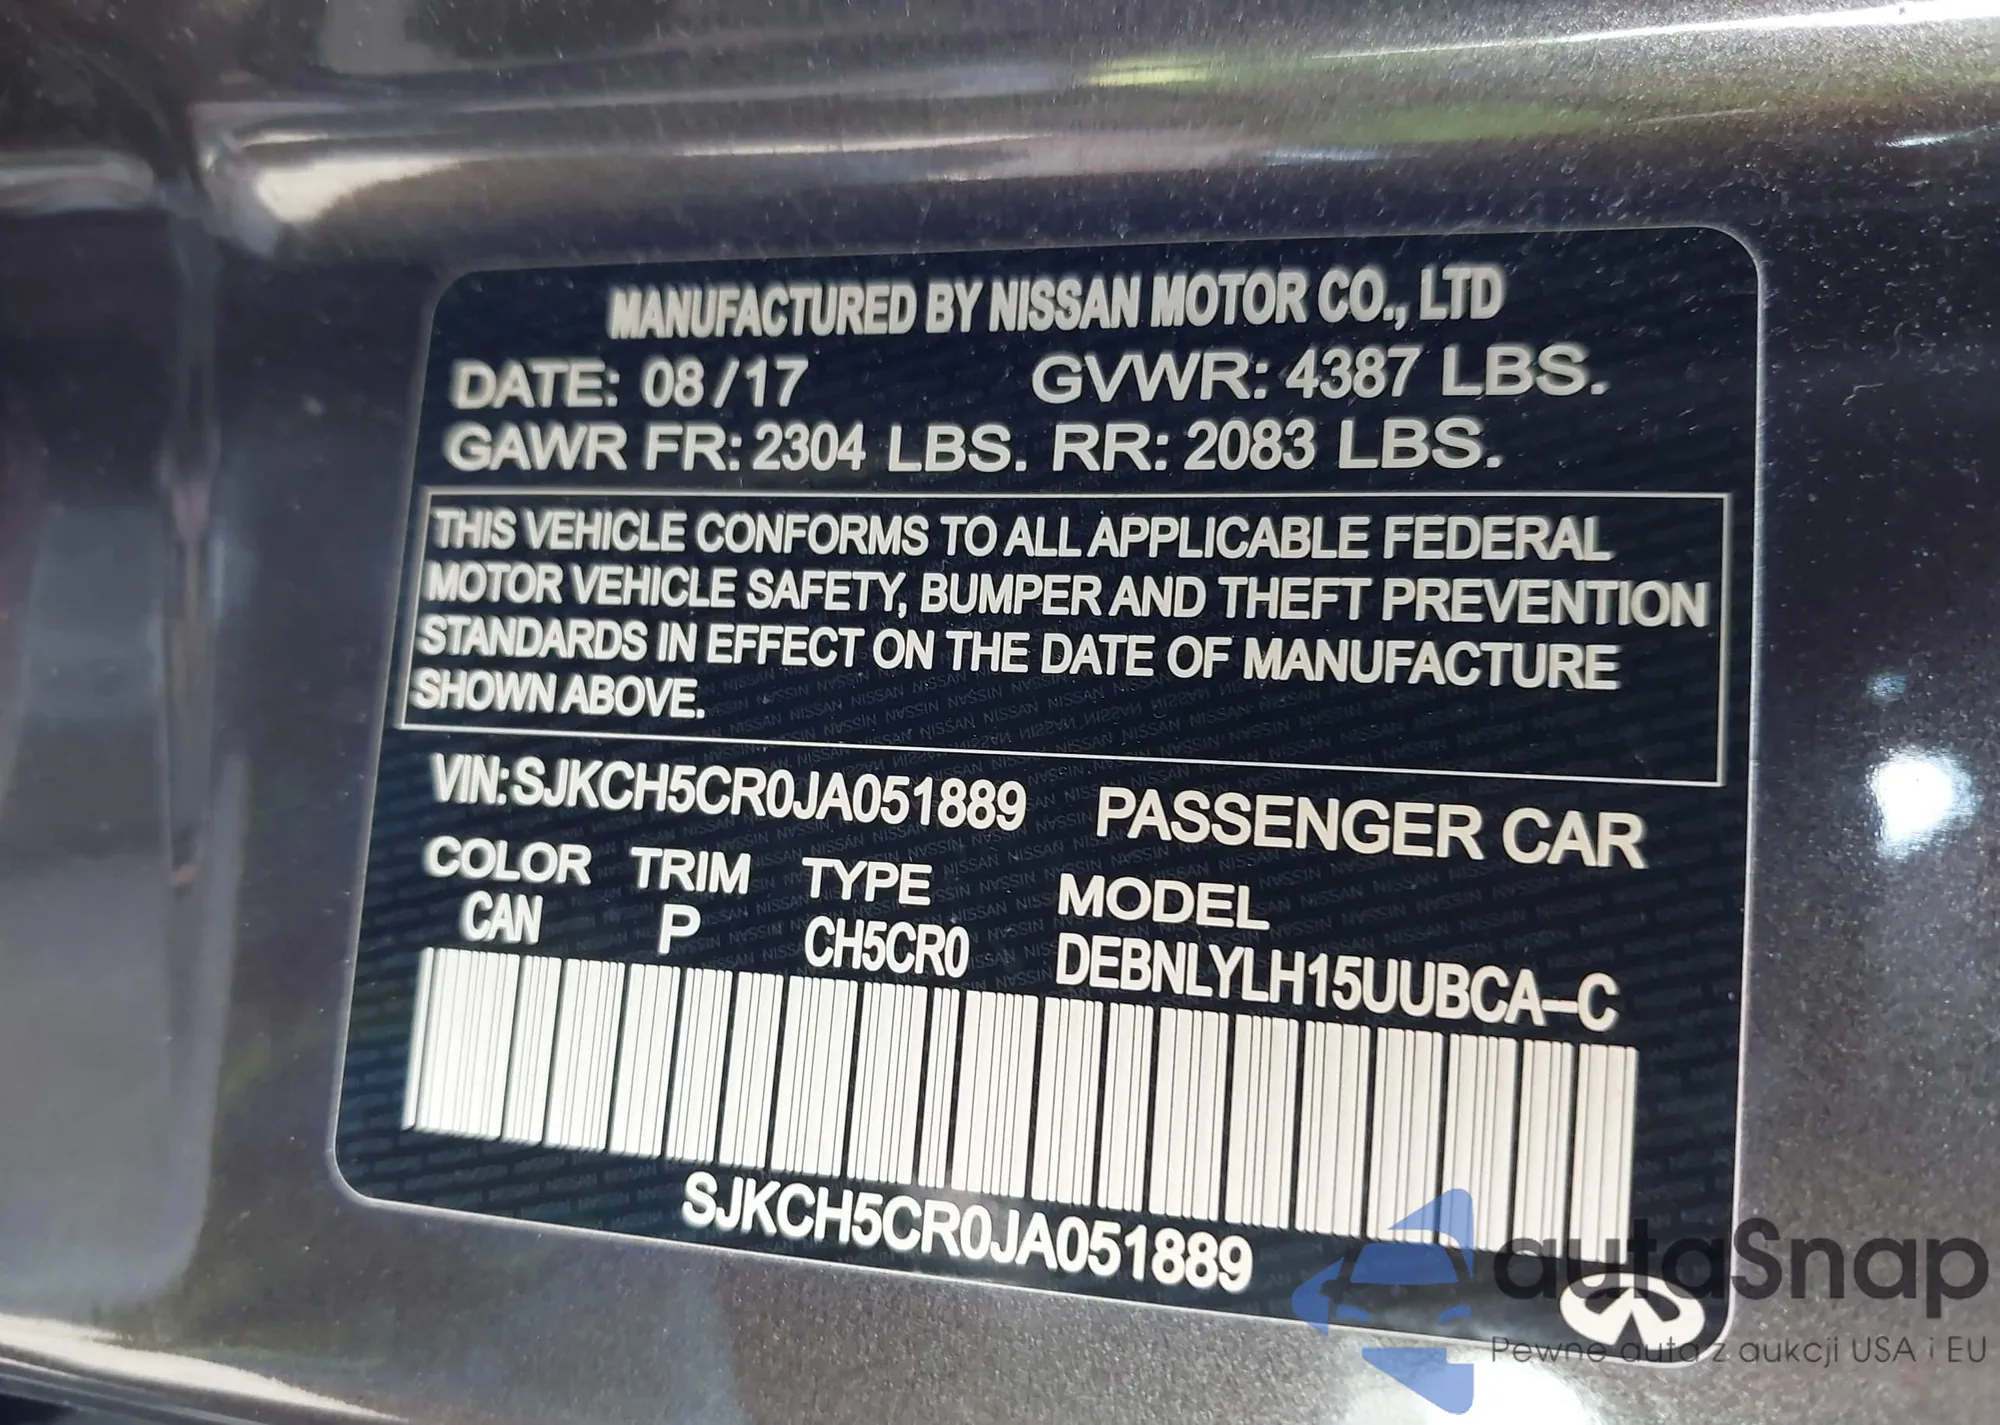 MANUFACTURED BY NISSAN MOTOR CO., LTD
DATE: 08/17 GVWR: 4387 LBS.
GAWR FR: 2304 LBS. RR: 2083 LBS.
THIS VEHICLE CONFORMS TO ALL APPLICABLE FEDERAL
MOTOR VEHICLE SAFETY, BUMPER AND THEFT PREVENTION
STANDARDS IN EFFECT ON THE DATE OF MANUFACTURE
SHOWN ABOVE.
VIN: SJKCH5CR0JA051889 PASSENGER CAR
COLOR TRIM TYPE MODEL
CAN P CH5CR0 DEBNLYLH15UUBCA-C
SJKCH5CR0JA051889
autaSnap
Pewne auta z aukcji USA i EU